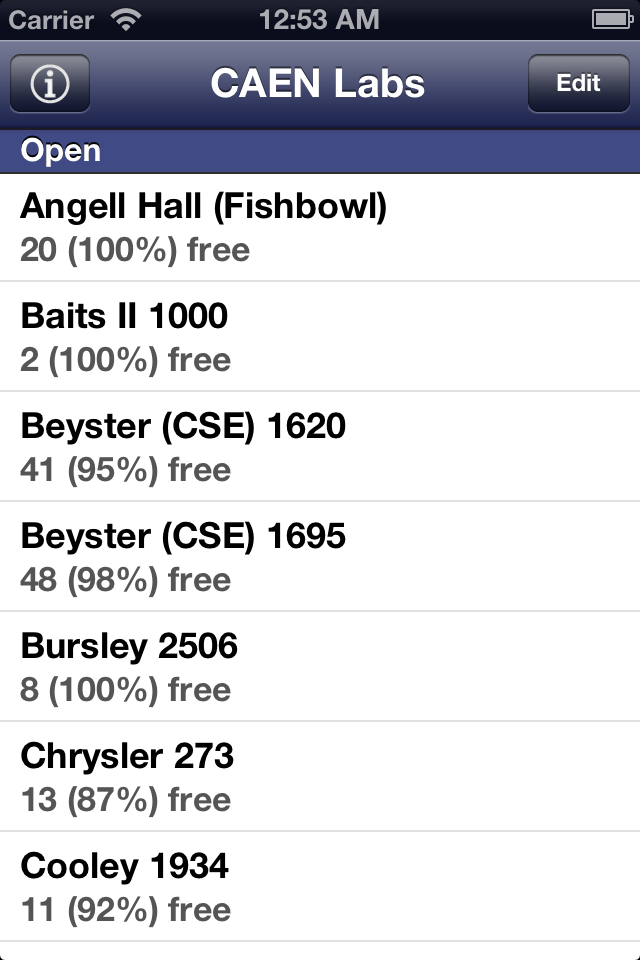 Carrier 12:53 AM
CAEN Labs Edit
Open
Angell Hall (Fishbowl)
20 (100%) free
Baits II 1000
2 (100%) free
Beyster (CSE) 1620
41 (95%) free
Beyster (CSE) 1695
48 (98%) free
Bursley 2506
8 (100%) free
Chrysler 273
13 (87%) free
Cooley 1934
11 (92%) free